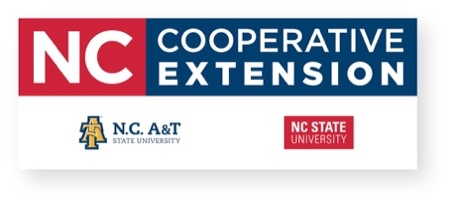 NC COOPERATIVE
EXTENSION
N.C. A&T
STATE UNIVERSITY
NC STATE
UNIVERSITY